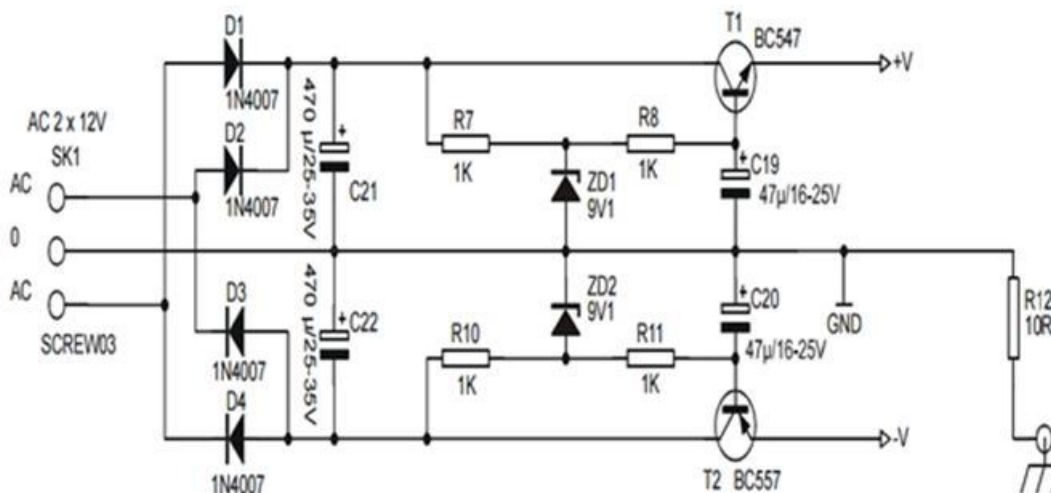 D1
1N4007
D2
1N4007
AC 2 x 12V
SK1
AC
0
AC
SCREW03
D3
1N4007
D4
1N4007
470 µ/25-35V
C21
470 µ/25-35V
C22
R7
1K
R8
1K
ZD1
9V1
T1
BC547
+V
C19
47µ/16-25V
ZD2
9V1
R10
1K
R11
1K
C20
47µ/16-25V
GND
R12
10R
T2 BC557
-V